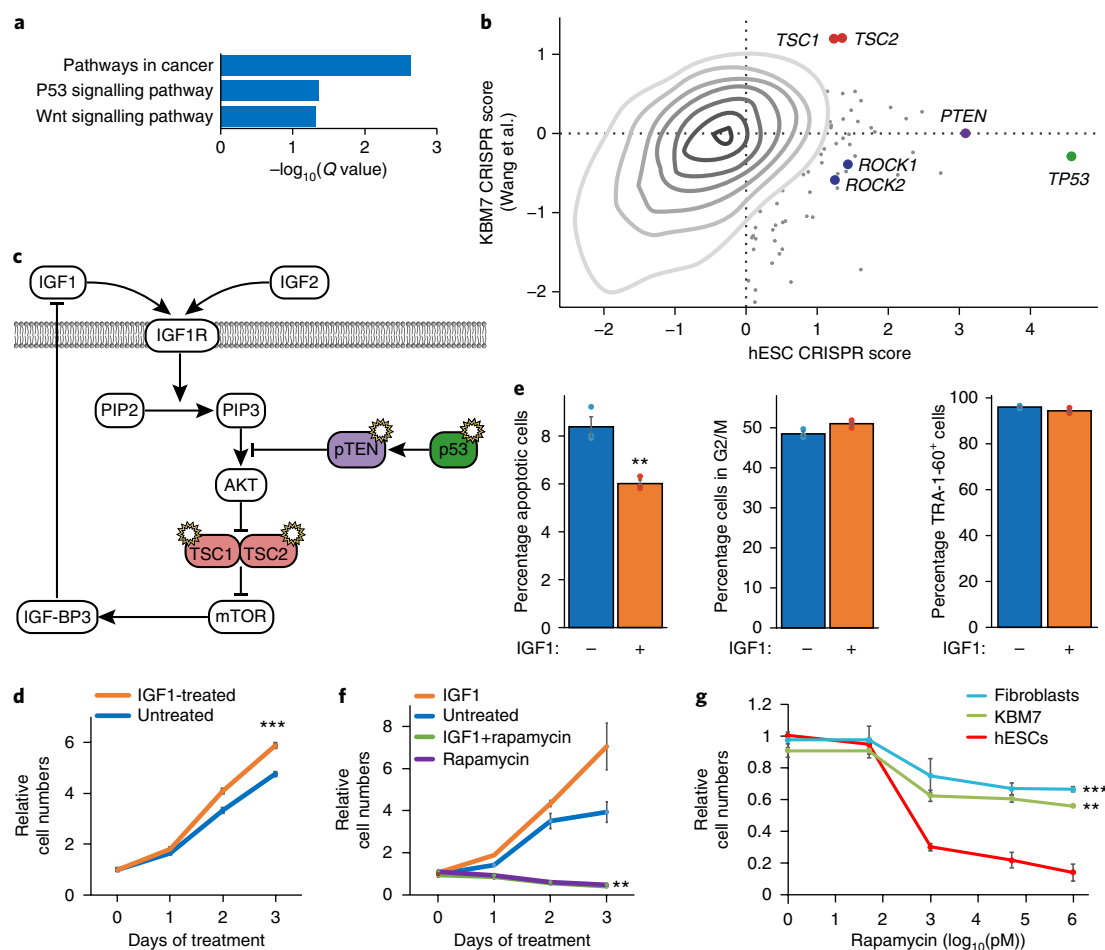 a
Pathways in cancer
P53 signalling pathway
Wnt signalling pathway
0 1 2 3
–log10(Q value)
b
KBM7 CRISPR score
(Wang et al.)
1
0
−1
−2
TSC1 TSC2
PTEN
ROCK1
ROCK2
TP53
−2 −1 0 1 2 3 4
hESC CRISPR score
c
IGF1
IGF2
IGF1R
PIP2
PIP3
pTEN
p53
AKT
TSC1 TSC2
IGF-BP3
mTOR
e
Percentage apoptotic cells
8
6
4
2
0
**
IGF1: – +
Percentage cells in G2/M
50
40
30
20
10
0
IGF1: – +
Percentage TRA-1-60+ cells
100
80
60
40
20
0
IGF1: – +
d
IGF1-treated
Untreated
***
Relative
cell numbers
6
4
2
0
0 1 2 3
Days of treatment
f
IGF1
Untreated
IGF1+rapamycin
Rapamycin
Relative
cell numbers
8
6
4
2
0
**
0 1 2 3
Days of treatment
g
Fibroblasts
KBM7
hESCs
Relative
cell numbers
1.2
1
0.8
0.6
0.4
0.2
0
***
**
0 1 2 3 4 5 6
Rapamycin (log10(pM))